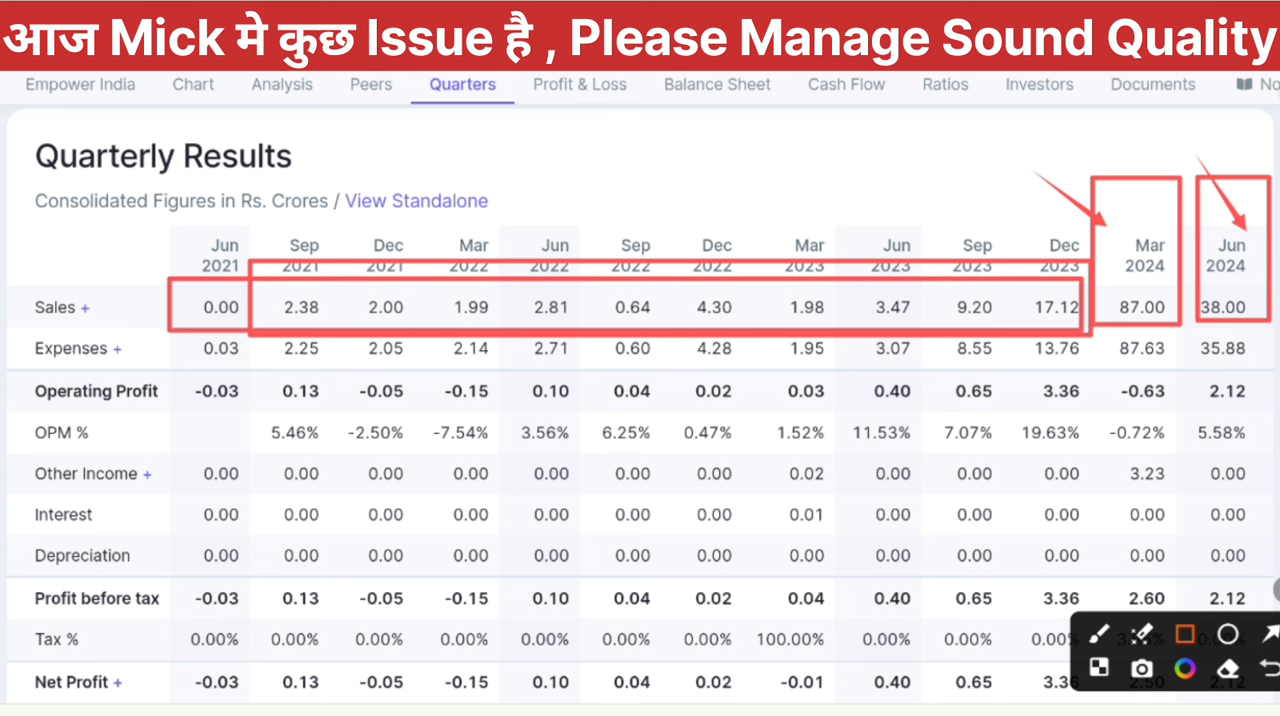 आज Mick मे कुछ Issue है , Please Manage Sound Quality
Empower India Chart Analysis Peers Quarters Profit & Loss Balance Sheet Cash Flow Ratios Investors Documents
Quarterly Results
Consolidated Figures in Rs. Crores / View Standalone
Jun Sep Dec Mar Jun Sep Dec Mar Jun Sep Dec Mar Jun
2021 2021 2021 2022 2022 2022 2022 2023 2023 2023 2023 2024 2024
Sales + 0.00 2.38 2.00 1.99 2.81 0.64 4.30 1.98 3.47 9.20 17.12 87.00 38.00
Expenses + 0.03 2.25 2.05 2.14 2.71 0.60 4.28 1.95 3.07 8.55 13.76 87.63 35.88
Operating Profit -0.03 0.13 -0.05 -0.15 0.10 0.04 0.02 0.03 0.40 0.65 3.36 -0.63 2.12
OPM % 5.46% -2.50% -7.54% 3.56% 6.25% 0.47% 1.52% 11.53% 7.07% 19.63% -0.72% 5.58%
Other Income + 0.00 0.00 0.00 0.00 0.00 0.00 0.00 0.02 0.00 0.00 0.00 3.23 0.00
Interest 0.00 0.00 0.00 0.00 0.00 0.00 0.00 0.01 0.00 0.00 0.00 0.00 0.00
Depreciation 0.00 0.00 0.00 0.00 0.00 0.00 0.00 0.00 0.00 0.00 0.00 0.00 0.00
Profit before tax -0.03 0.13 -0.05 -0.15 0.10 0.04 0.02 0.04 0.40 0.65 3.36 2.60 2.12
Tax % 0.00% 0.00% 0.00% 0.00% 0.00% 0.00% 0.00% 100.00% 0.00% 0.00% 0.00%
Net Profit + -0.03 0.13 -0.05 -0.15 0.10 0.04 0.02 -0.01 0.40 0.65 3.36 2.50 2.12